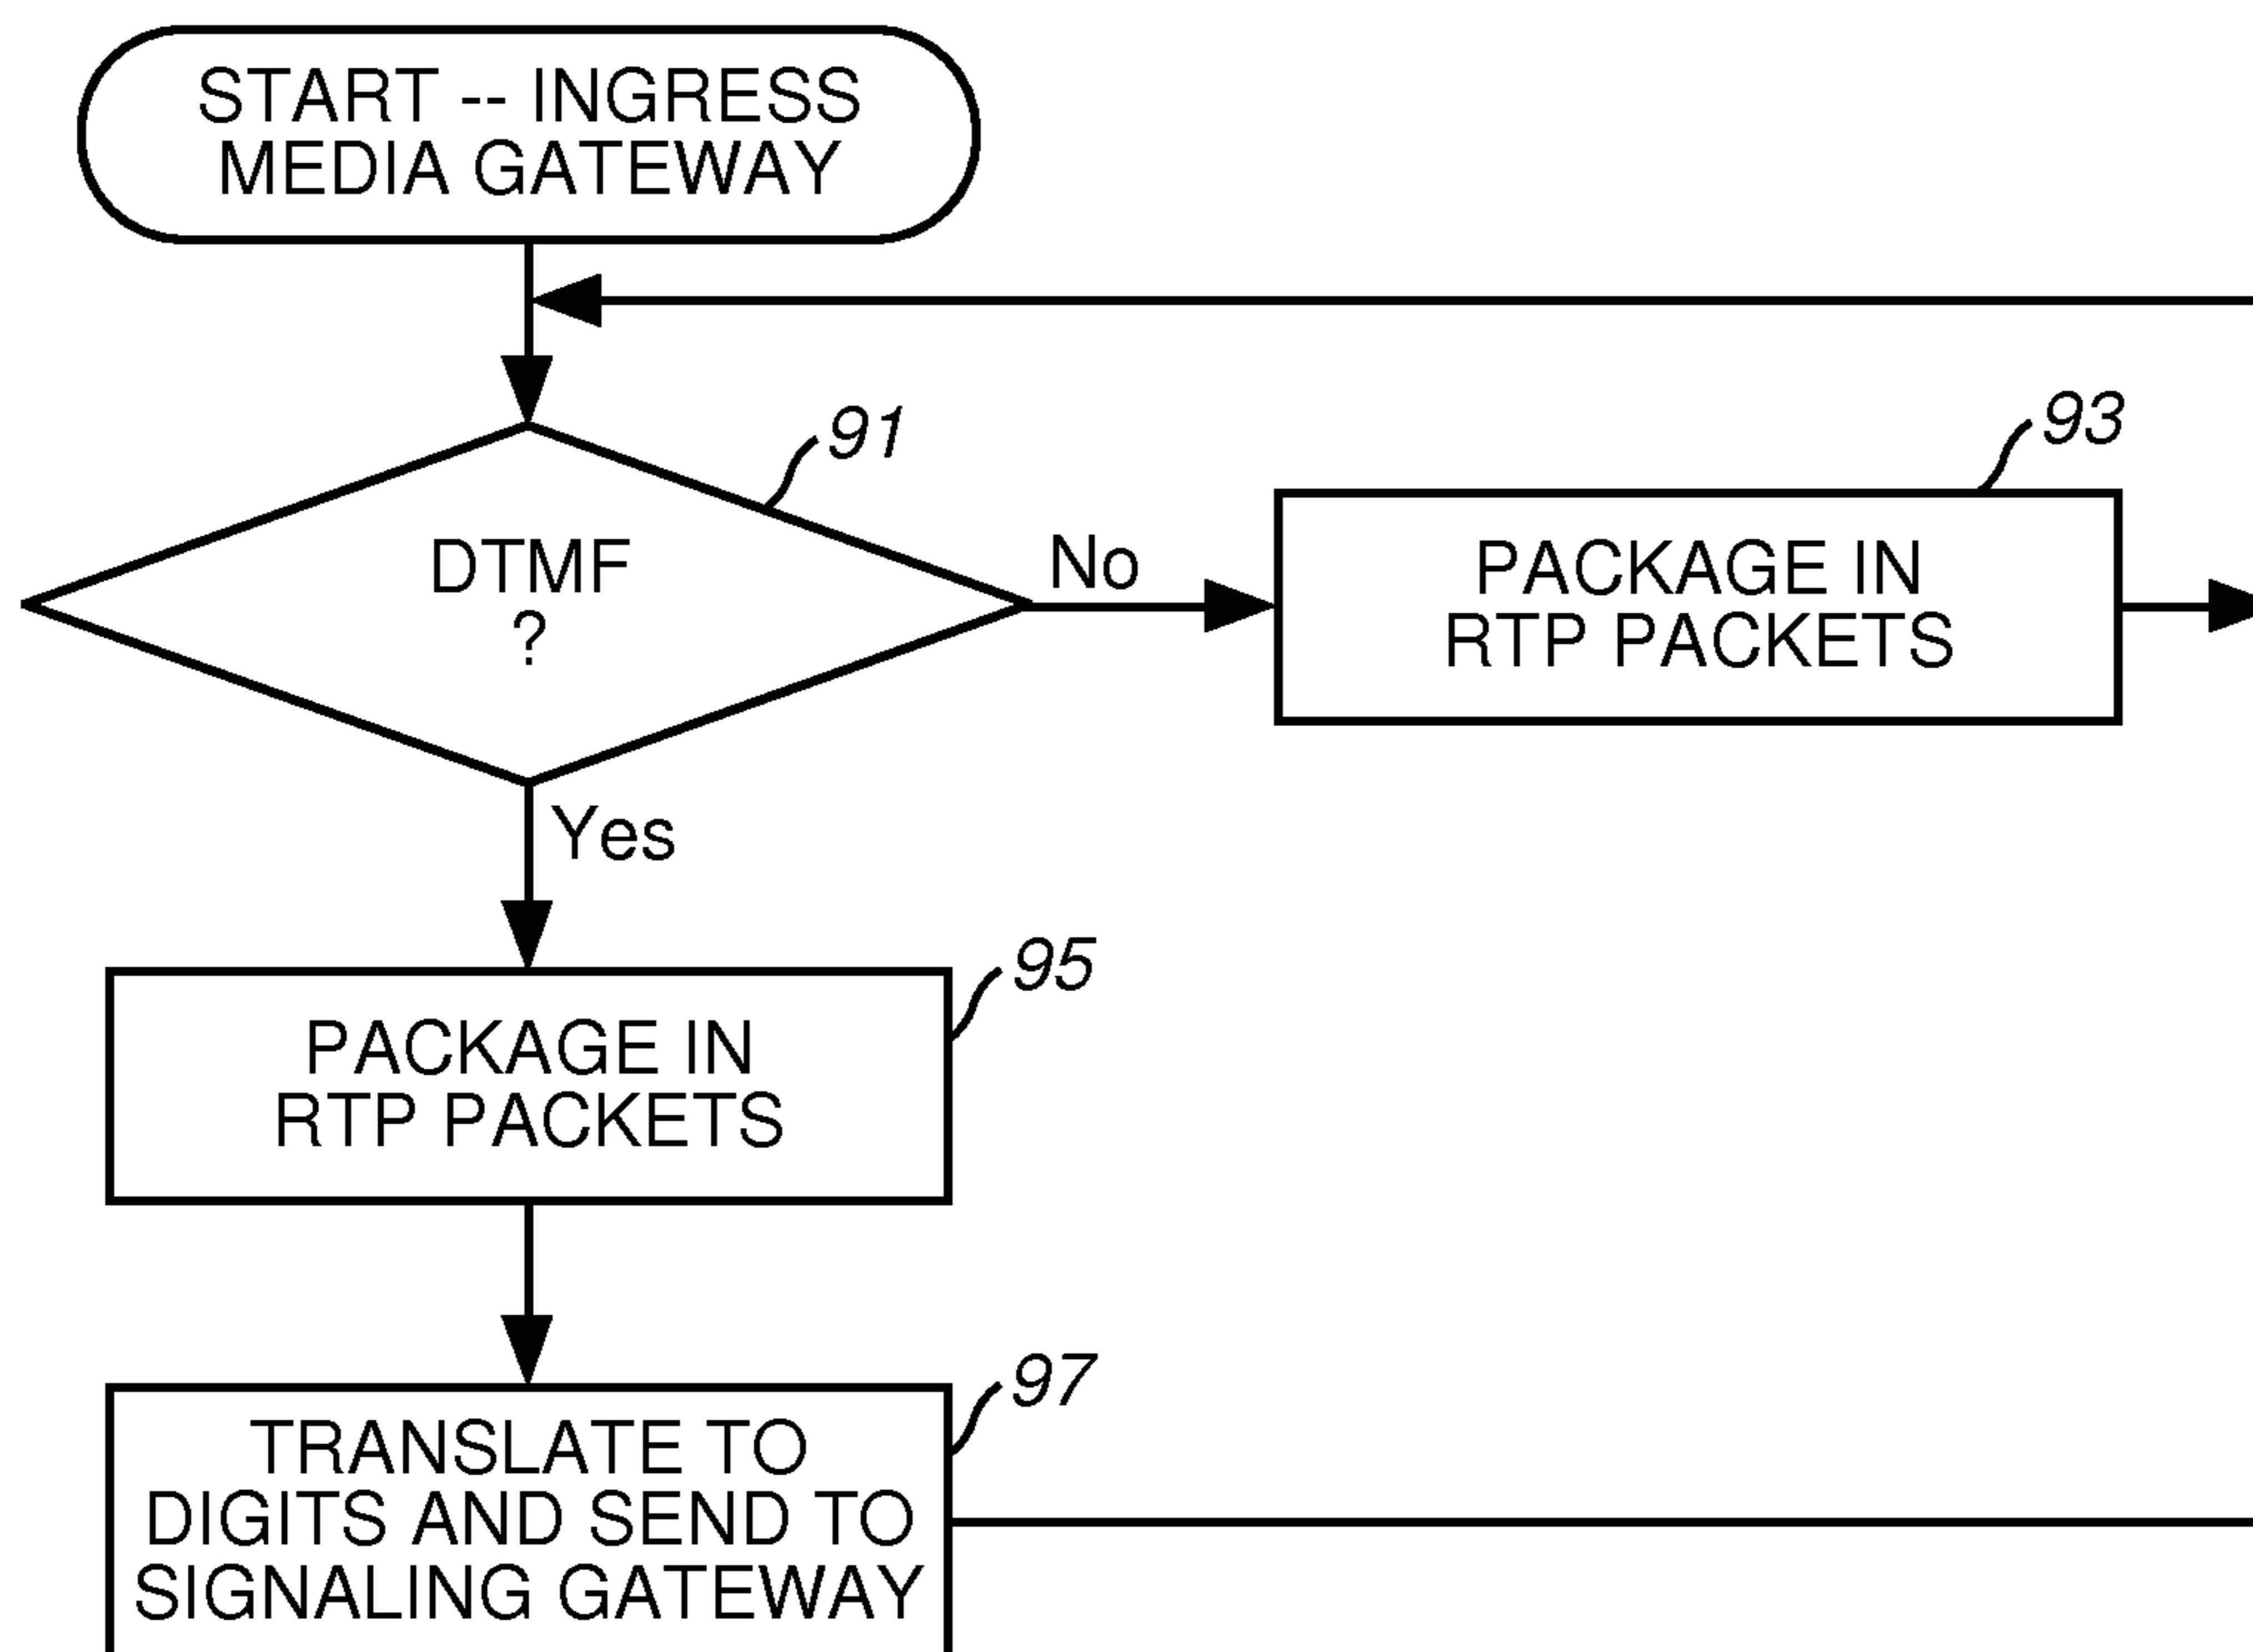 START -- INGRESS
MEDIA GATEWAY
91
93
DTMF
?
No
PACKAGE IN
RTP PACKETS
Yes
95
PACKAGE IN
RTP PACKETS
97
TRANSLATE TO
DIGITS AND SEND TO
SIGNALING GATEWAY